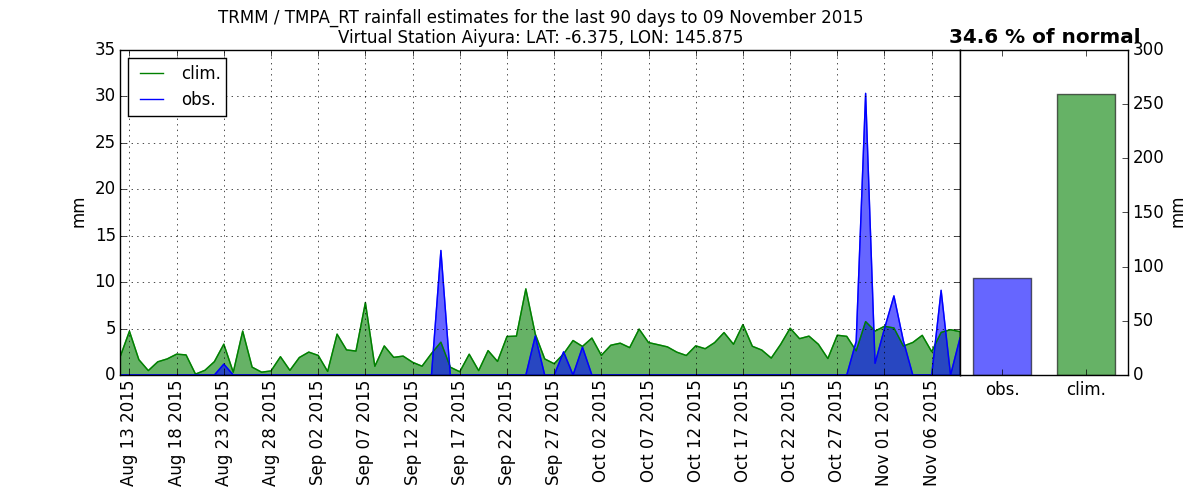 TRMM / TMPA_RT rainfall estimates for the last 90 days to 09 November 2015
Virtual Station Aiyura: LAT: -6.375, LON: 145.875
34.6 % of normal
clim.
obs.
35
30
25
20
15
10
5
0
mm
Aug 13 2015
Aug 18 2015
Aug 23 2015
Aug 28 2015
Sep 02 2015
Sep 07 2015
Sep 12 2015
Sep 17 2015
Sep 22 2015
Sep 27 2015
Oct 02 2015
Oct 07 2015
Oct 12 2015
Oct 17 2015
Oct 22 2015
Oct 27 2015
Nov 01 2015
Nov 06 2015
obs.
clim.
300
250
200
150
100
50
0
mm